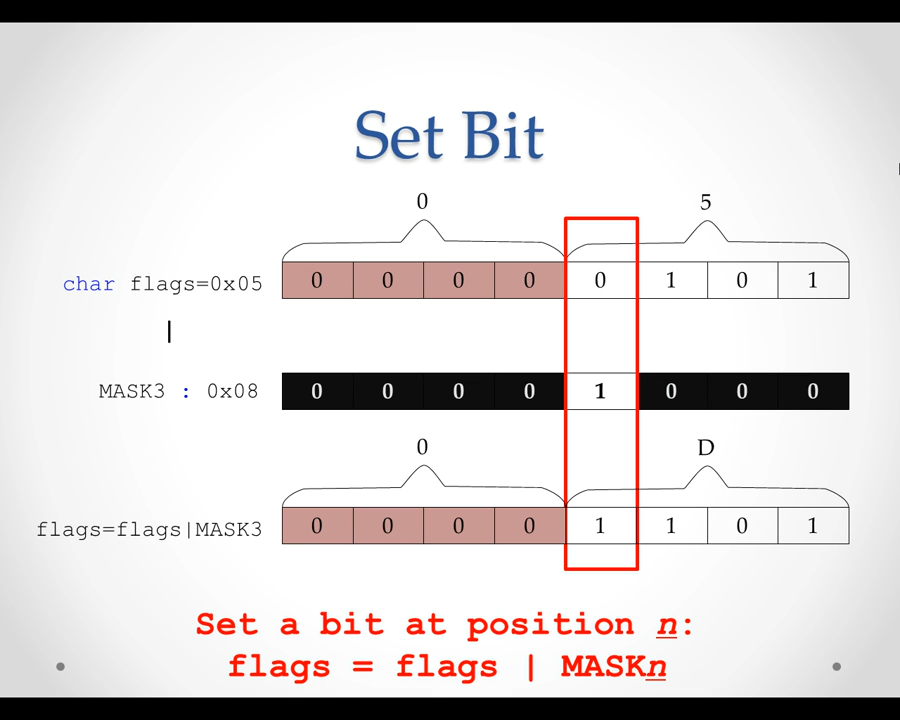 Set Bit
0 5
char flags=0x05 0 0 0 0 0 1 0 1
|
MASK3 : 0x08 0 0 0 0 1 0 0 0
0 D
flags=flags|MASK3 0 0 0 0 1 1 0 1
Set a bit at position n:
flags = flags | MASKn